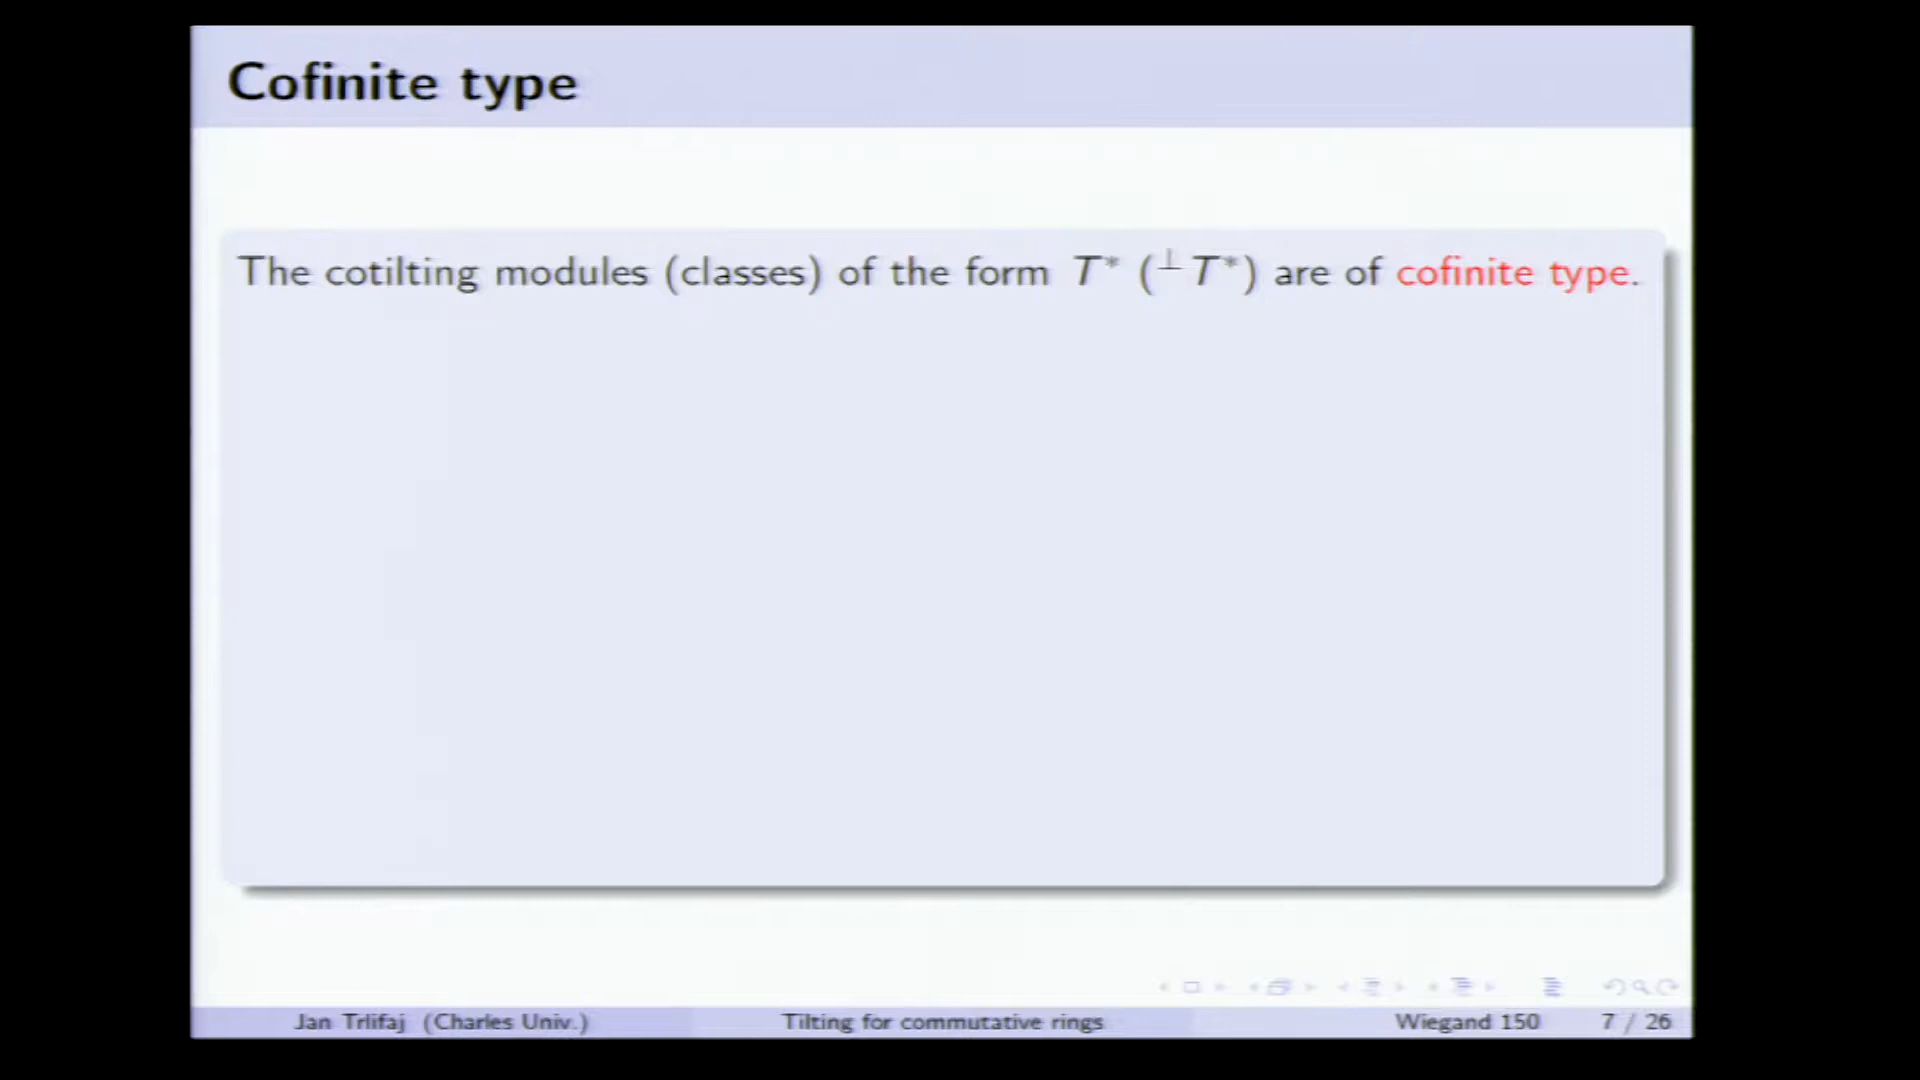 Cofinite type
The cotilting modules (classes) of the form T* (⊥T*) are of cofinite type.
Jan Trlifaj (Charles Univ.) Tilting for commutative rings Wiegand 150 7 / 26